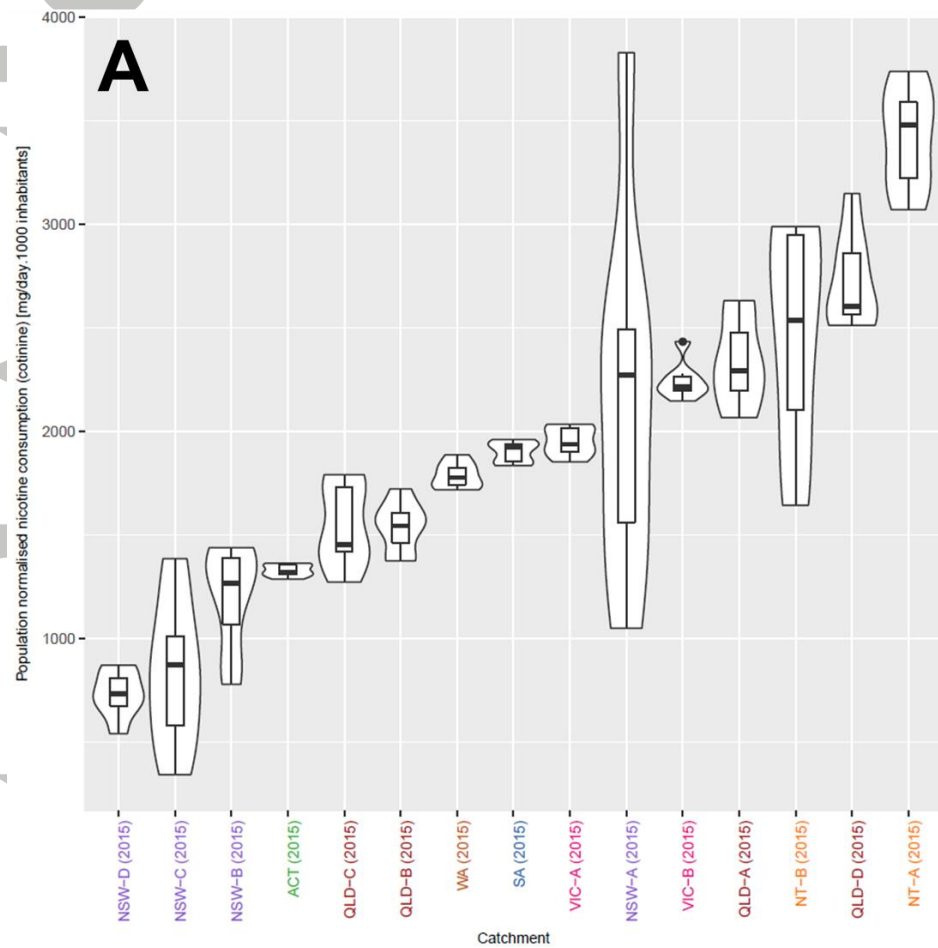 A
Population normalised nicotine consumption (cotinine) [mg/day.1000 inhabitants]
4000
3000
2000
1000
NSW−D (2015)
NSW−C (2015)
NSW−B (2015)
ACT (2015)
QLD−C (2015)
QLD−B (2015)
WA (2015)
SA (2015)
VIC−A (2015)
NSW−A (2015)
VIC−B (2015)
QLD−A (2015)
NT−B (2015)
QLD−D (2015)
NT−A (2015)
Catchment